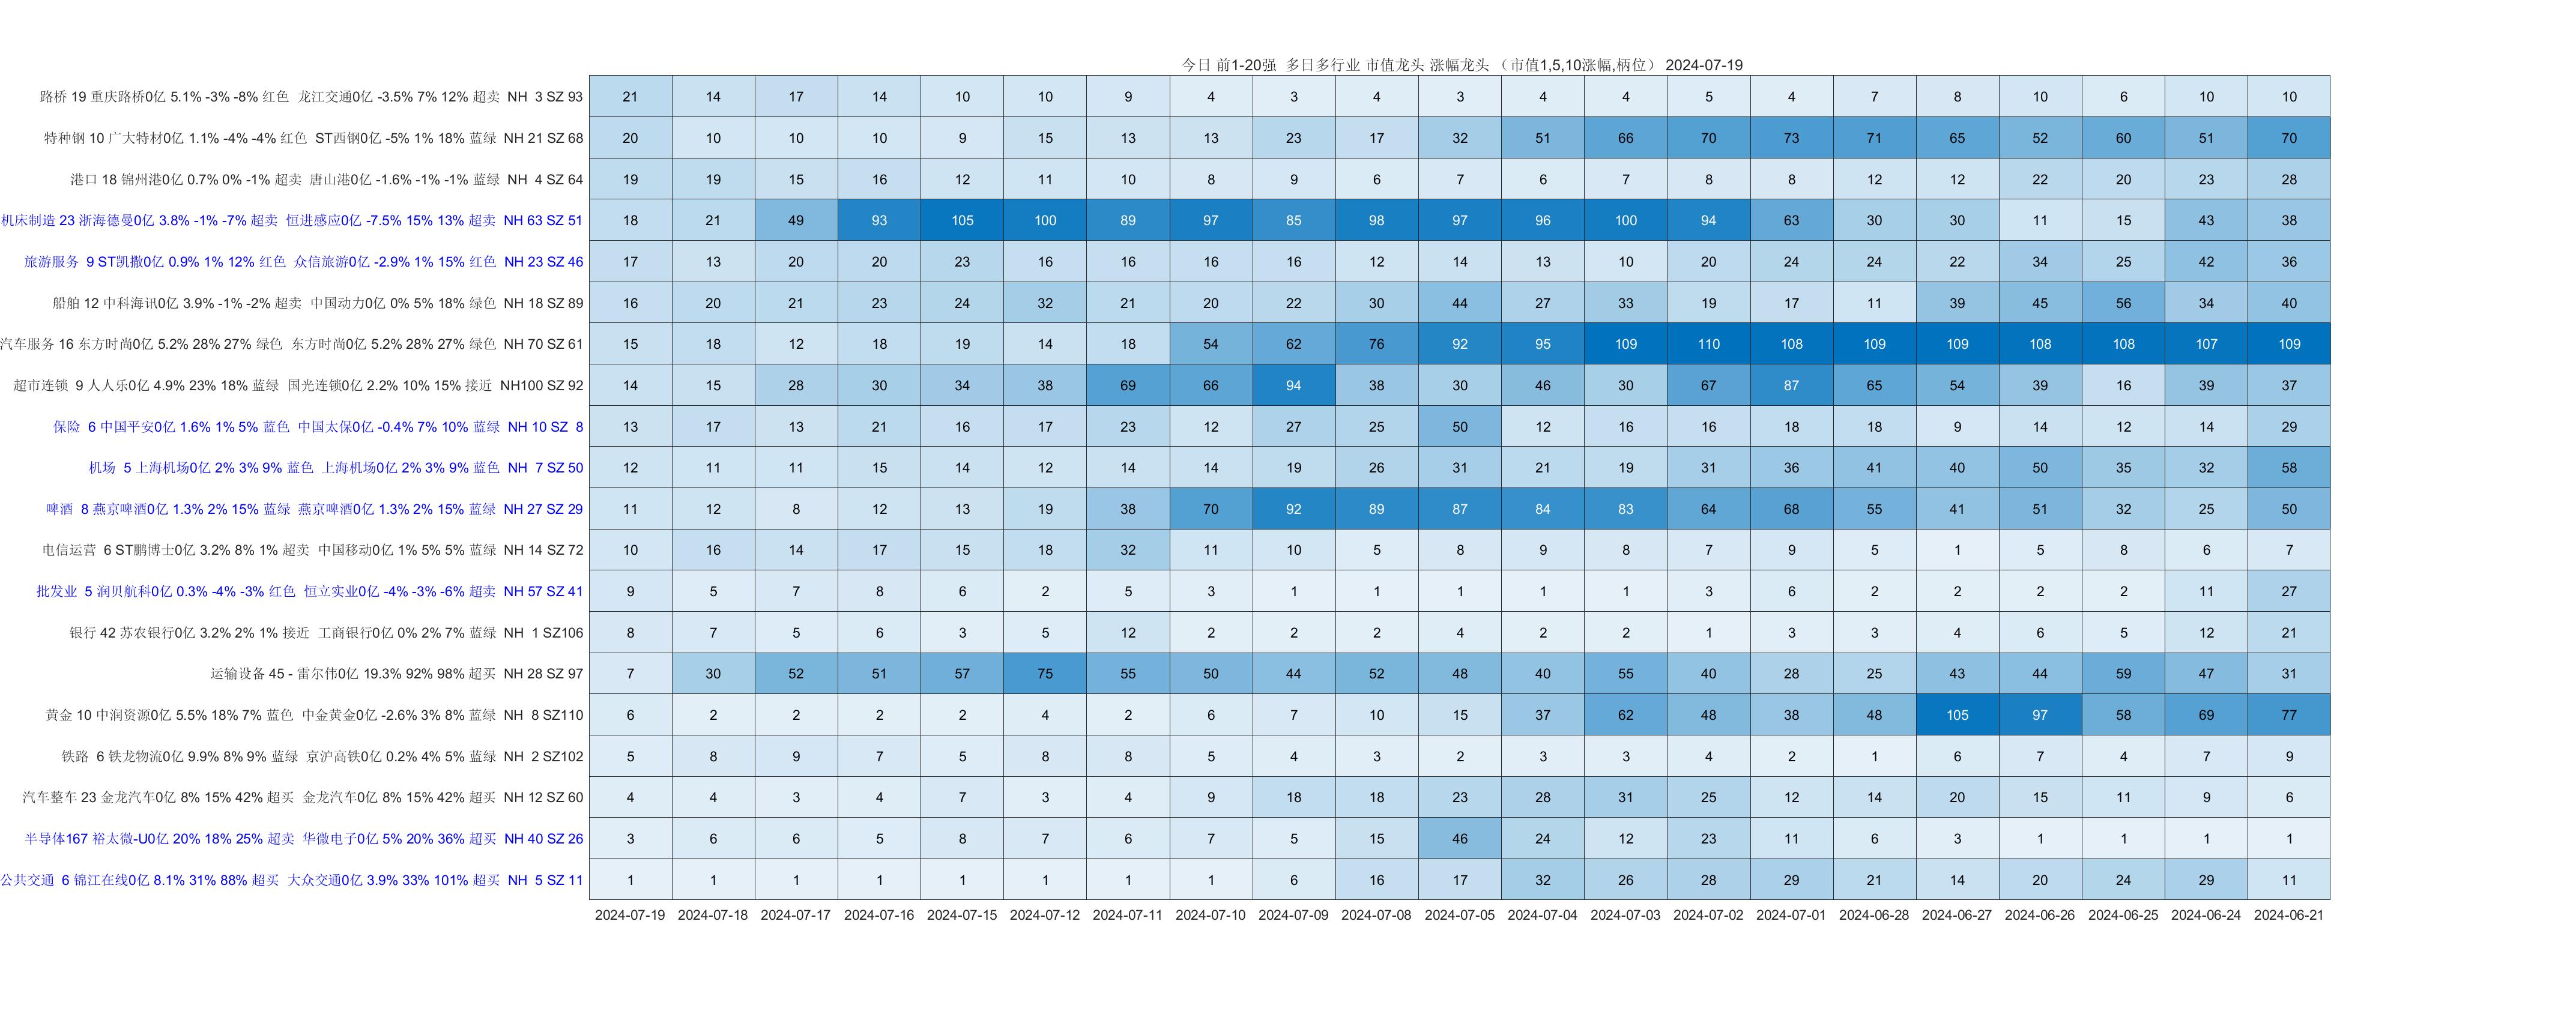 今日 前1-20强 多日多行业 市值龙头 涨幅龙头 （市值1,5,10涨幅,柄位） 2024-07-19
路桥 19 重庆路桥0亿 5.1% -3% -8% 红色 龙江交通0亿 -3.5% 7% 12% 超卖 NH 3 SZ 93 21 14 17 14 10 10 9 4 3 4 3 4 4 5 4 7 8 10 6 10 10
特种钢 10 广大特材0亿 1.1% -4% -4% 红色 ST西钢0亿 -5% 1% 18% 蓝绿 NH 21 SZ 68 20 10 10 10 9 15 13 13 23 17 32 51 66 70 73 71 65 52 60 51 70
港口 18 锦州港0亿 0.7% 0% -1% 超卖 唐山港0亿 -1.6% -1% -1% 蓝绿 NH 4 SZ 64 19 19 15 16 12 11 10 8 9 6 7 6 7 8 8 12 12 22 20 23 28
机床制造 23 浙海德曼0亿 3.8% -1% -7% 超卖 恒进感应0亿 -7.5% 15% 13% 超卖 NH 63 SZ 51 18 21 49 93 105 100 89 97 85 98 97 96 100 94 63 30 30 11 15 43 38
旅游服务 9 ST凯撒0亿 0.9% 1% 12% 红色 众信旅游0亿 -2.9% 1% 15% 红色 NH 23 SZ 46 17 13 20 20 23 16 16 16 16 12 14 13 10 20 24 24 22 34 25 42 36
船舶 12 中科海讯0亿 3.9% -1% -2% 超卖 中国动力0亿 0% 5% 18% 绿色 NH 18 SZ 89 16 20 21 23 24 32 21 20 22 30 44 27 33 19 17 11 39 45 56 34 40
汽车服务 16 东方时尚0亿 5.2% 28% 27% 绿色 东方时尚0亿 5.2% 28% 27% 绿色 NH 70 SZ 61 15 18 12 18 19 14 18 54 62 76 92 95 109 110 108 109 109 108 108 107 109
超市连锁 9 人人乐0亿 4.9% 23% 18% 蓝绿 国光连锁0亿 2.2% 10% 15% 接近 NH100 SZ 92 14 15 28 30 34 38 69 66 94 38 30 46 30 67 87 65 54 39 16 39 37
保险 6 中国平安0亿 1.6% 1% 5% 蓝色 中国太保0亿 -0.4% 7% 10% 蓝绿 NH 10 SZ 8 13 17 13 21 16 17 23 12 27 25 50 12 16 16 18 18 9 14 12 14 29
机场 5 上海机场0亿 2% 3% 9% 蓝色 上海机场0亿 2% 3% 9% 蓝色 NH 7 SZ 50 12 11 11 15 14 12 14 14 19 26 31 21 19 31 36 41 40 50 35 32 58
啤酒 8 燕京啤酒0亿 1.3% 2% 15% 蓝绿 燕京啤酒0亿 1.3% 2% 15% 蓝绿 NH 27 SZ 29 11 12 8 12 13 19 38 70 92 89 87 84 83 64 68 55 41 51 32 25 50
电信运营 6 ST鹏博士0亿 3.2% 8% 1% 超卖 中国移动0亿 1% 5% 5% 蓝绿 NH 14 SZ 72 10 16 14 17 15 18 32 11 10 5 8 9 8 7 9 5 1 5 8 6 7
批发业 5 润贝航科0亿 0.3% -4% -3% 红色 恒立实业0亿 -4% -3% -6% 超卖 NH 57 SZ 41 9 5 7 8 6 2 5 3 1 1 1 1 1 3 6 2 2 2 2 11 27
银行 42 苏农银行0亿 3.2% 2% 1% 接近 工商银行0亿 0% 2% 7% 蓝绿 NH 1 SZ106 8 7 5 6 3 5 12 2 2 2 4 2 2 1 3 3 4 6 5 12 21
运输设备 45 - 雷尔伟0亿 19.3% 92% 98% 超买 NH 28 SZ 97 7 30 52 51 57 75 55 50 44 52 48 40 55 40 28 25 43 44 59 47 31
黄金 10 中润资源0亿 5.5% 18% 7% 蓝色 中金黄金0亿 -2.6% 3% 8% 蓝绿 NH 8 SZ110 6 2 2 2 2 4 2 6 7 10 15 37 62 48 38 48 105 97 58 69 77
铁路 6 铁龙物流0亿 9.9% 8% 9% 蓝绿 京沪高铁0亿 0.2% 4% 5% 蓝绿 NH 2 SZ102 5 8 9 7 5 8 8 5 4 3 2 3 3 4 2 1 6 7 4 7 9
汽车整车 23 金龙汽车0亿 8% 15% 42% 超买 金龙汽车0亿 8% 15% 42% 超买 NH 12 SZ 60 4 4 3 4 7 3 4 9 18 18 23 28 31 25 12 14 20 15 11 9 6
半导体167 裕太微-U0亿 20% 18% 25% 超卖 华微电子0亿 5% 20% 36% 超买 NH 40 SZ 26 3 6 6 5 8 7 6 7 5 15 46 24 12 23 11 6 3 1 1 1 1
公共交通 6 锦江在线0亿 8.1% 31% 88% 超买 大众交通0亿 3.9% 33% 101% 超买 NH 5 SZ 11 1 1 1 1 1 1 1 1 6 16 17 32 26 28 29 21 14 20 24 29 11
2024-07-19 2024-07-18 2024-07-17 2024-07-16 2024-07-15 2024-07-12 2024-07-11 2024-07-10 2024-07-09 2024-07-08 2024-07-05 2024-07-04 2024-07-03 2024-07-02 2024-07-01 2024-06-28 2024-06-27 2024-06-26 2024-06-25 2024-06-24 2024-06-21